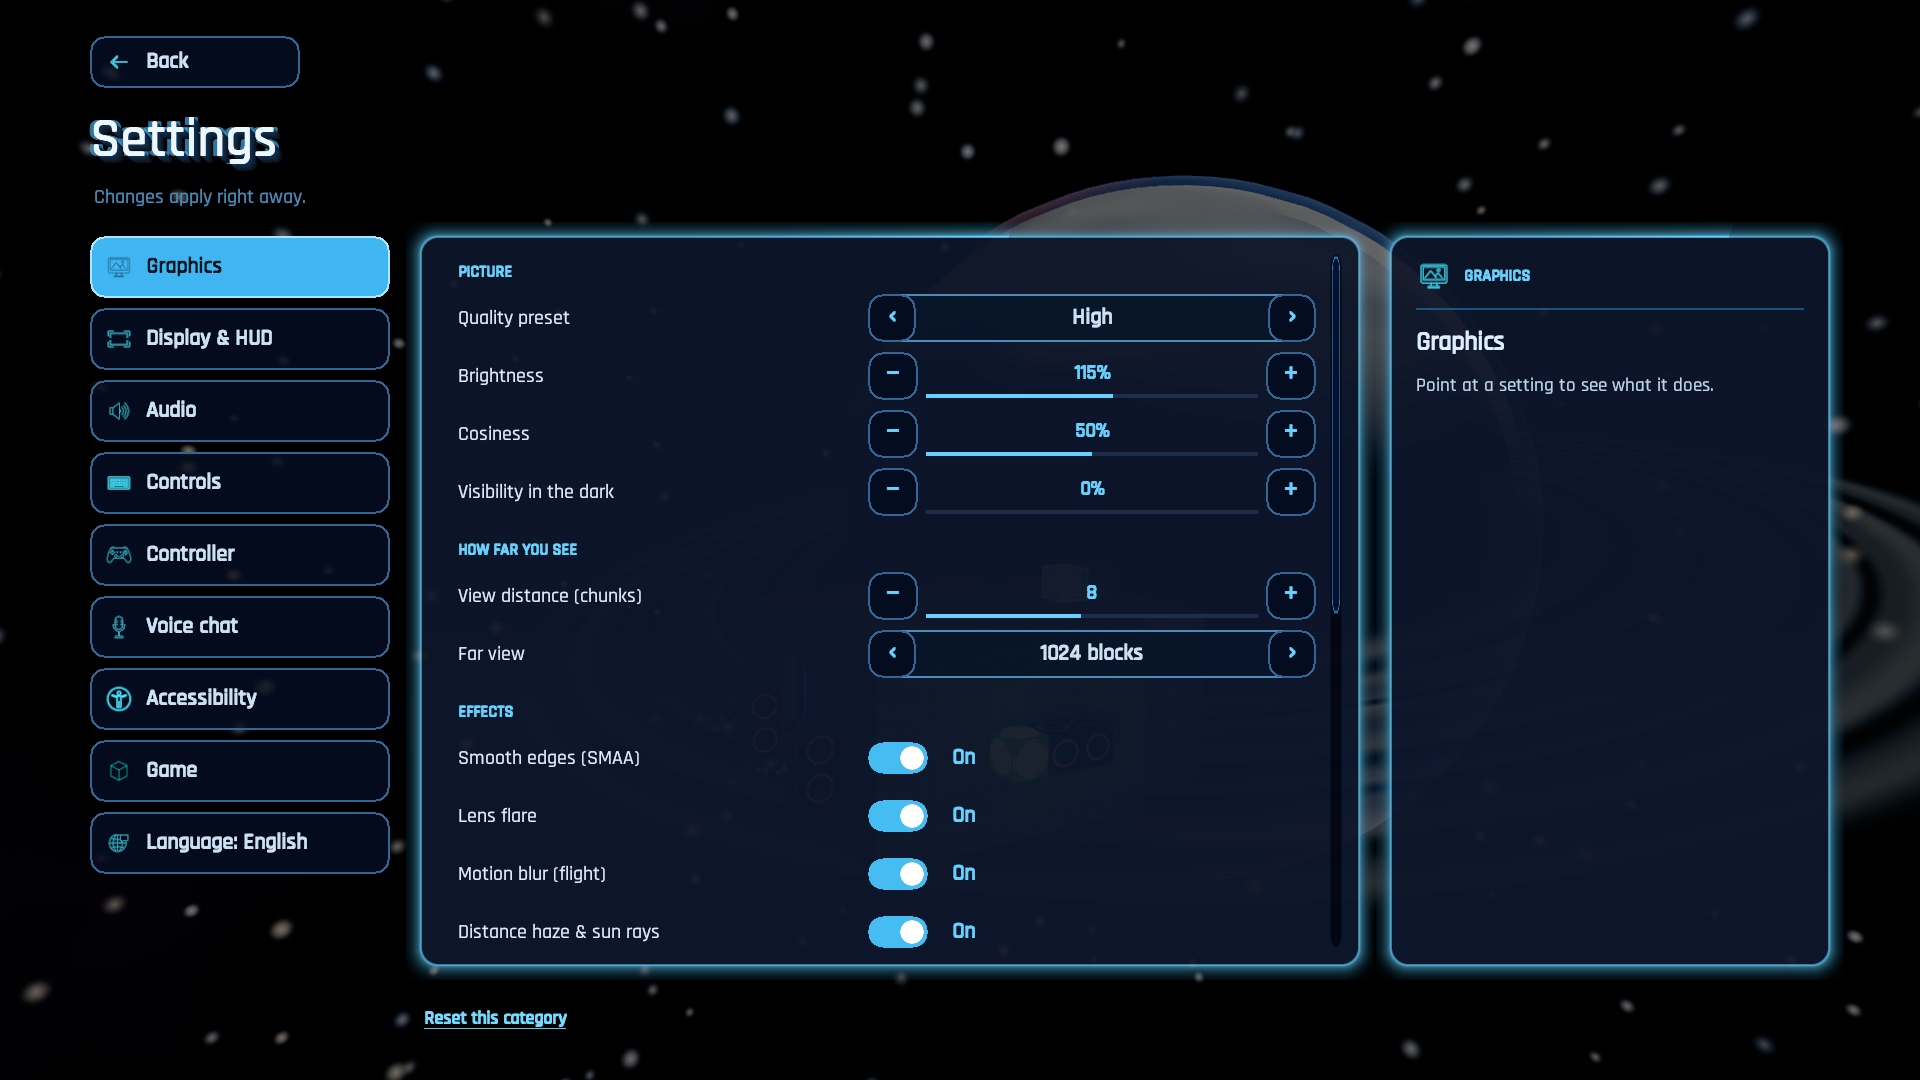 Back
Settings
Changes apply right away.
Graphics
Display & HUD
Audio
Controls
Controller
Voice chat
Accessibility
Game
Language: English
PICTURE
Quality preset
High
Brightness
115%
Cosiness
50%
Visibility in the dark
0%
HOW FAR YOU SEE
View distance (chunks)
8
Far view
1024 blocks
EFFECTS
Smooth edges (SMAA)
On
Lens flare
On
Motion blur (flight)
On
Distance haze & sun rays
On
Reset this category
GRAPHICS
Graphics
Point at a setting to see what it does.